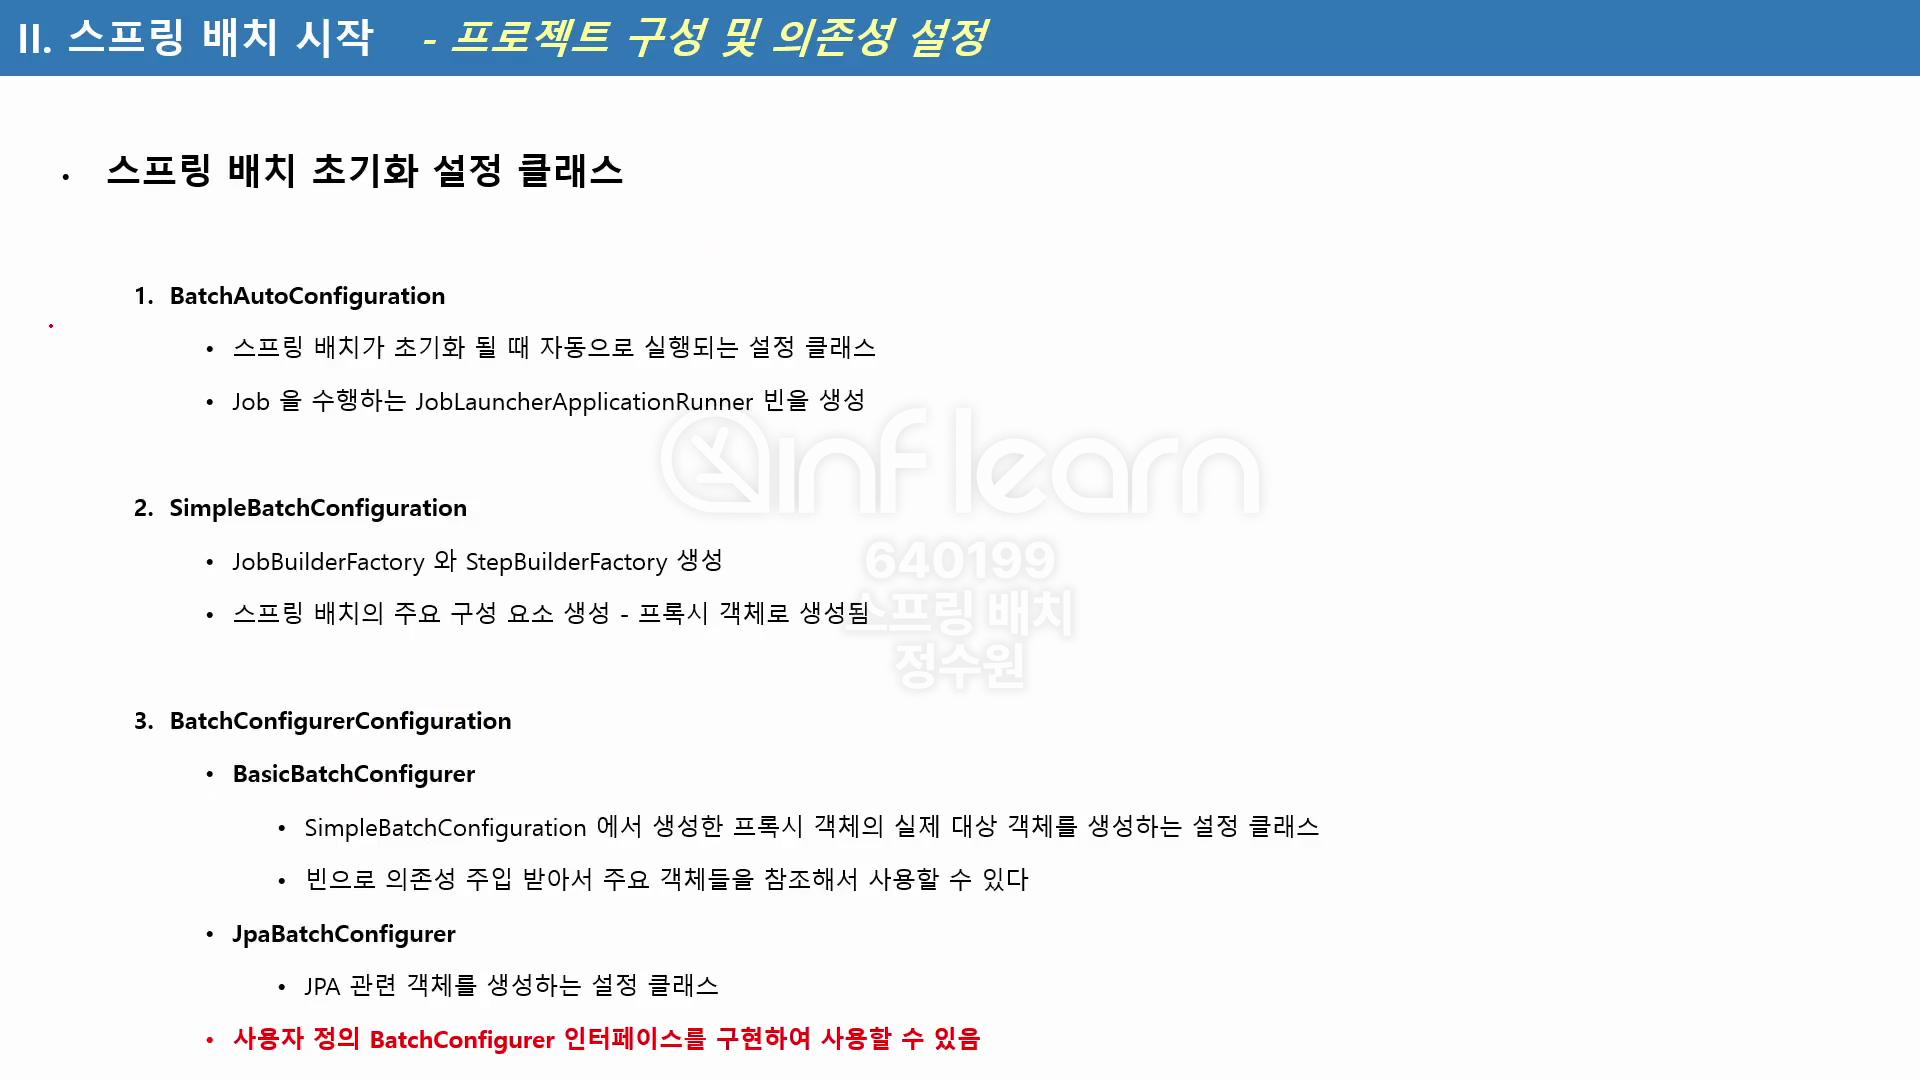 II. 스프링 배치 시작 - 프로젝트 구성 및 의존성 설정
• 스프링 배치 초기화 설정 클래스
1. BatchAutoConfiguration
• 스프링 배치가 초기화 될 때 자동으로 실행되는 설정 클래스
• Job 을 수행하는 JobLauncherApplicationRunner 빈을 생성
inflearn
2. SimpleBatchConfiguration
• JobBuilderFactory 와 StepBuilderFactory 생성
640199
• 스프링 배치의 주요 구성 요소 생성 - 프록시 객체로 생성됨
스프링 배치
정수원
3. BatchConfigurerConfiguration
• BasicBatchConfigurer
• SimpleBatchConfiguration 에서 생성한 프록시 객체의 실제 대상 객체를 생성하는 설정 클래스
• 빈으로 의존성 주입 받아서 주요 객체들을 참조해서 사용할 수 있다
• JpaBatchConfigurer
• JPA 관련 객체를 생성하는 설정 클래스
• 사용자 정의 BatchConfigurer 인터페이스를 구현하여 사용할 수 있음